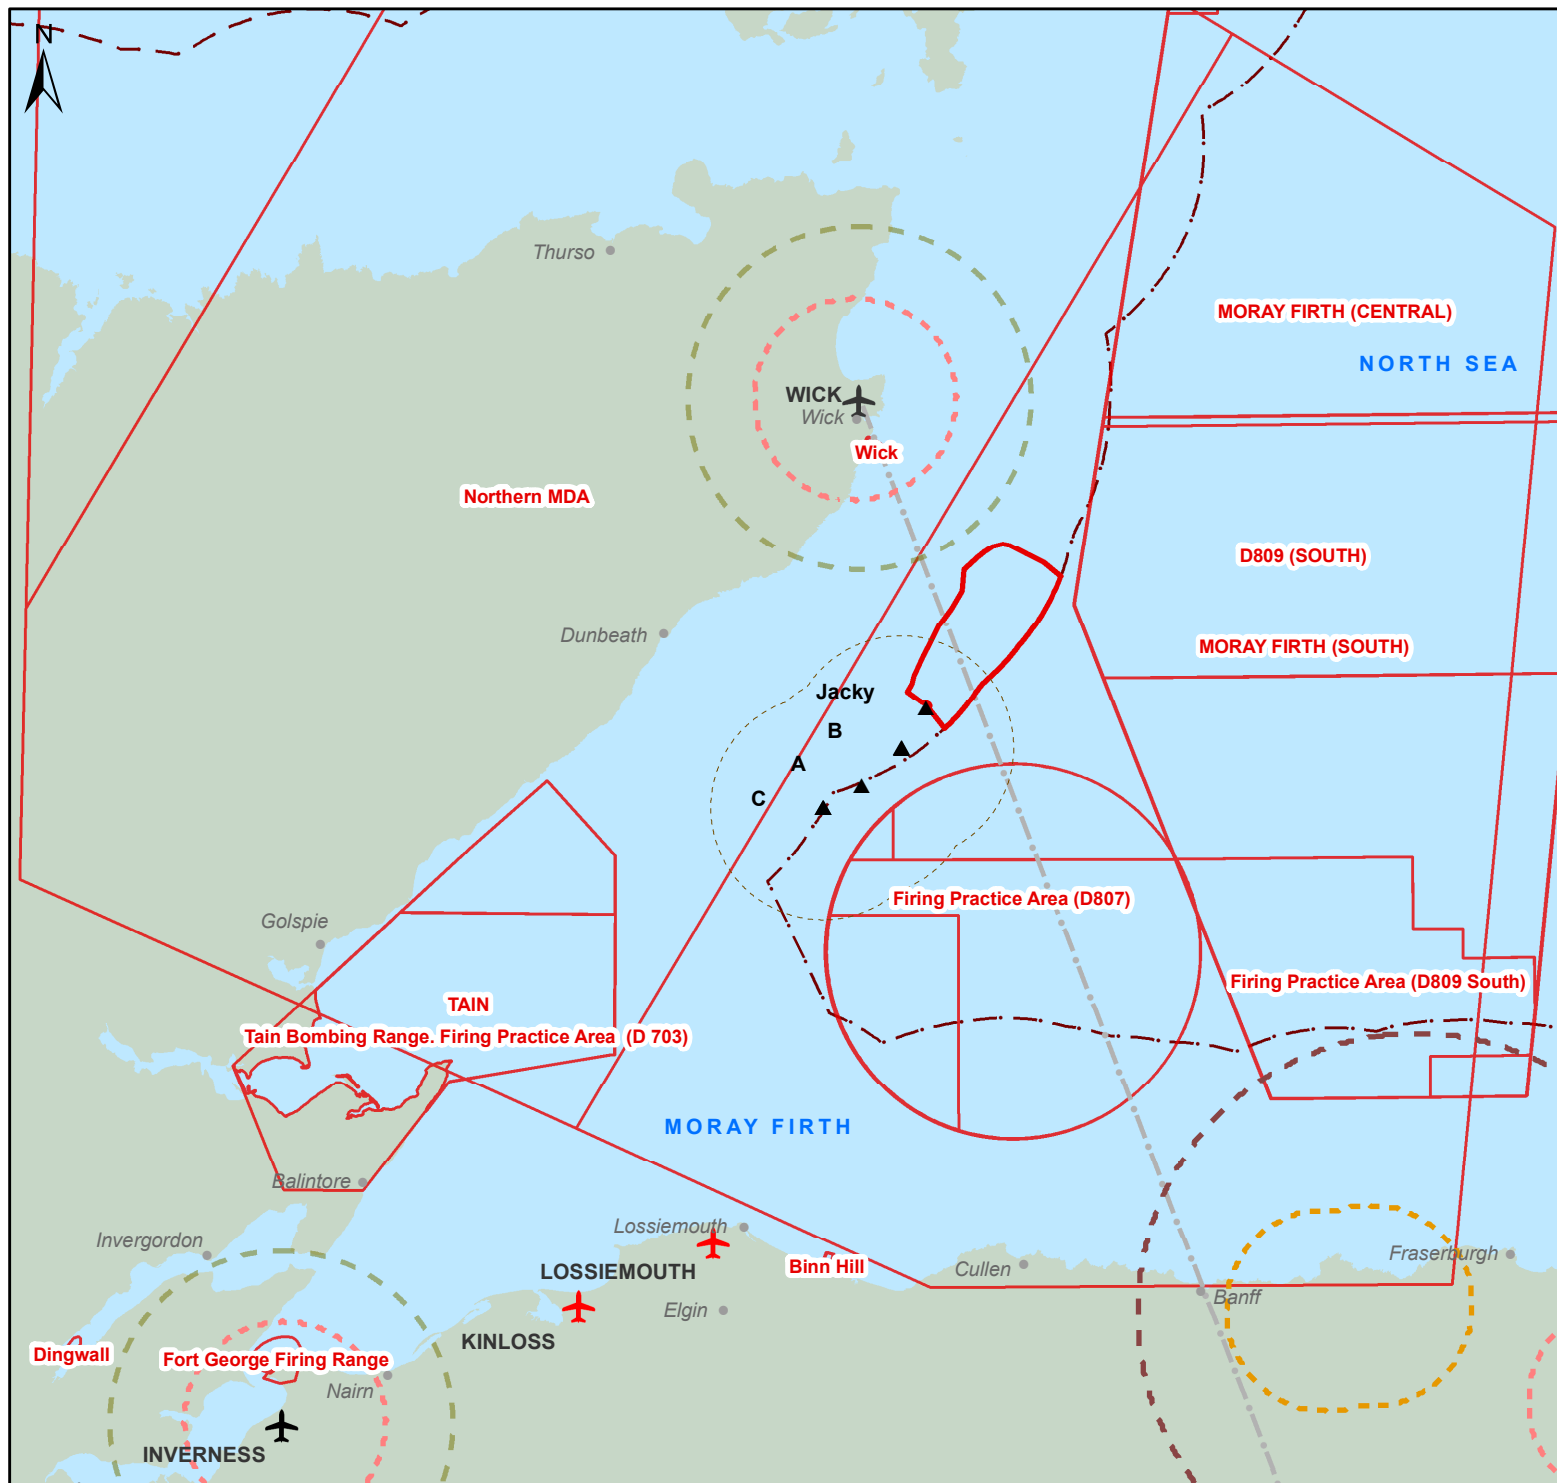 N
Thurso
MORAY FIRTH (CENTRAL)
NORTH SEA
WICK
Wick
Wick
Northern MDA
D809 (SOUTH)
Dunbeath
MORAY FIRTH (SOUTH)
Jacky
B
A
C
Firing Practice Area (D807)
Golspie
Firing Practice Area (D809 South)
TAIN
Tain Bombing Range. Firing Practice Area (D 703)
MORAY FIRTH
Balintore
Lossiemouth
Invergordon
Fraserburgh
Binn Hill
Cullen
LOSSIEMOUTH
Banff
Elgin
KINLOSS
Dingwall
Fort George Firing Range
Nairn
INVERNESS